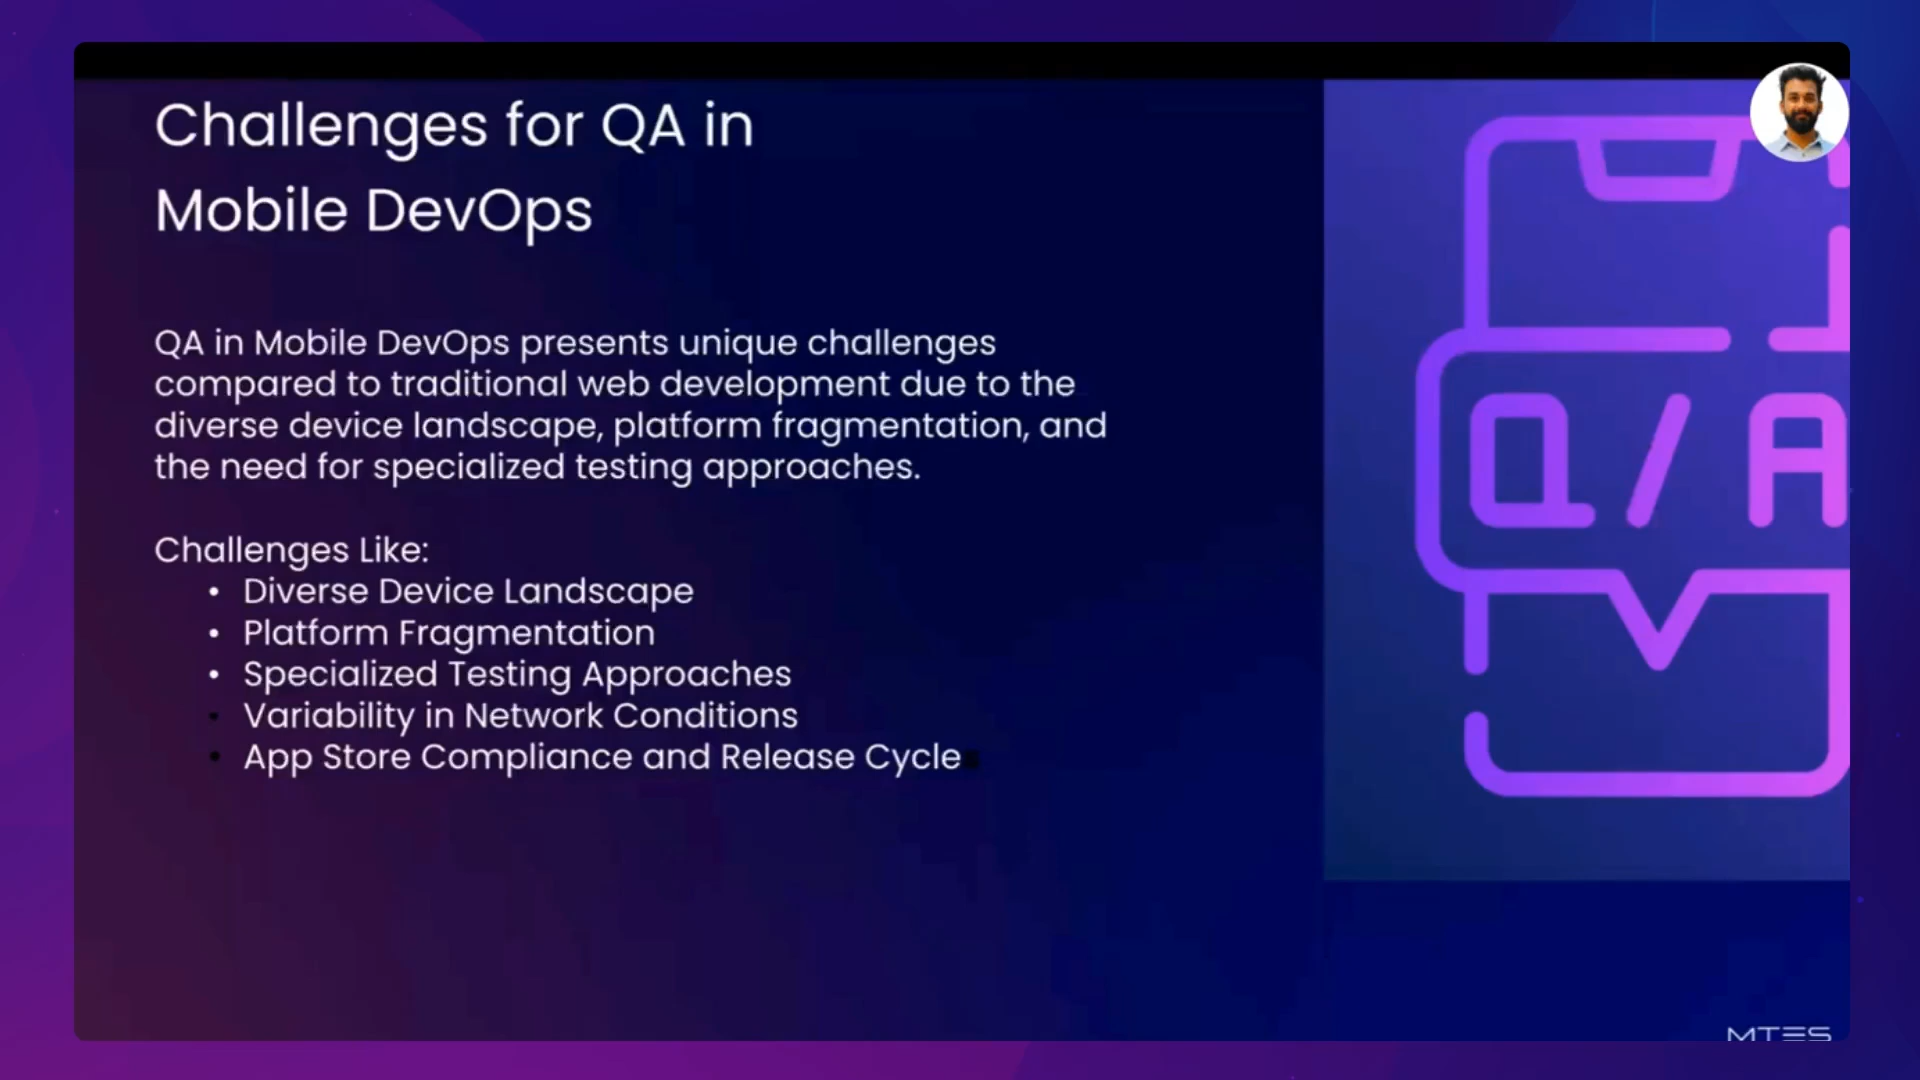 Challenges for QA in
Mobile DevOps
QA in Mobile DevOps presents unique challenges
compared to traditional web development due to the
diverse device landscape, platform fragmentation, and
the need for specialized testing approaches.
Challenges Like:
• Diverse Device Landscape
• Platform Fragmentation
• Specialized Testing Approaches
• Variability in Network Conditions
• App Store Compliance and Release Cycle
Q/A
MTES